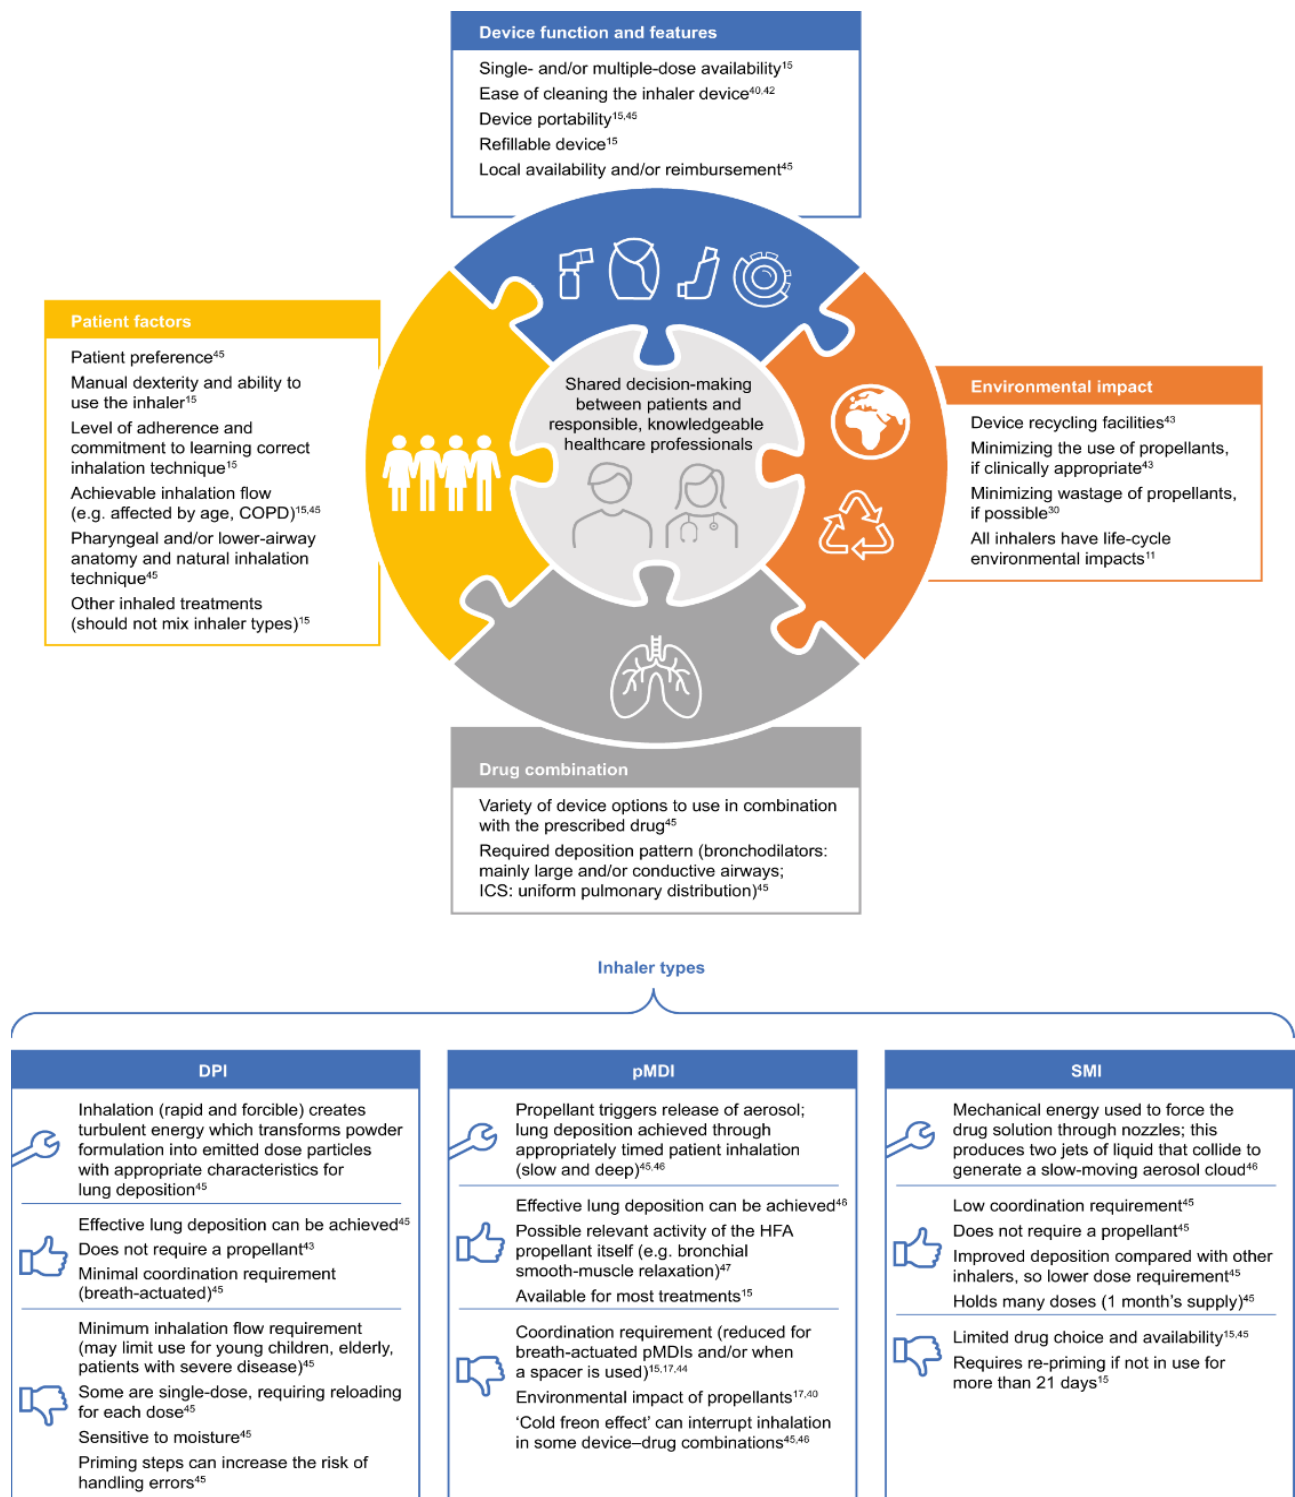 Device function and features
Single- and/or multiple-dose availability15
Ease of cleaning the inhaler device40,42
Device portability15,45
Refillable device15
Local availability and/or reimbursement45
Patient factors
Patient preference45
Manual dexterity and ability to
use the inhaler15
Level of adherence and
commitment to learning correct
inhalation technique15
Achievable inhalation flow
(e.g. affected by age, COPD)15,45
Pharyngeal and/or lower-airway
anatomy and natural inhalation
technique45
Other inhaled treatments
(should not mix inhaler types)15
Shared decision-making
between patients and
responsible, knowledgeable
healthcare professionals
Environmental impact
Device recycling facilities43
Minimizing the use of propellants,
if clinically appropriate43
Minimizing wastage of propellants,
if possible30
All inhalers have life-cycle
environmental impacts11
Drug combination
Variety of device options to use in combination
with the prescribed drug45
Required deposition pattern (bronchodilators:
mainly large and/or conductive airways;
ICS: uniform pulmonary distribution)45
Inhaler types
DPI
Inhalation (rapid and forcible) creates
turbulent energy which transforms powder
formulation into emitted dose particles
with appropriate characteristics for
lung deposition45
Effective lung deposition can be achieved45
Does not require a propellant43
Minimal coordination requirement
(breath-actuated)45
Minimum inhalation flow requirement
(may limit use for young children, elderly,
patients with severe disease)45
Some are single-dose, requiring reloading
for each dose45
Sensitive to moisture45
Priming steps can increase the risk of
handling errors45
pMDI
Propellant triggers release of aerosol;
lung deposition achieved through
appropriately timed patient inhalation
(slow and deep)45,46
Effective lung deposition can be achieved46
Possible relevant activity of the HFA
propellant itself (e.g. bronchial
smooth-muscle relaxation)47
Available for most treatments15
Coordination requirement (reduced for
breath-actuated pMDIs and/or when
a spacer is used)15,17,44
Environmental impact of propellants17,40
‘Cold freon effect’ can interrupt inhalation
in some device–drug combinations45,46
SMI
Mechanical energy used to force the
drug solution through nozzles; this
produces two jets of liquid that collide to
generate a slow-moving aerosol cloud46
Low coordination requirement45
Does not require a propellant45
Improved deposition compared with other
inhalers, so lower dose requirement45
Holds many doses (1 month’s supply)45
Limited drug choice and availability15,45
Requires re-priming if not in use for
more than 21 days15